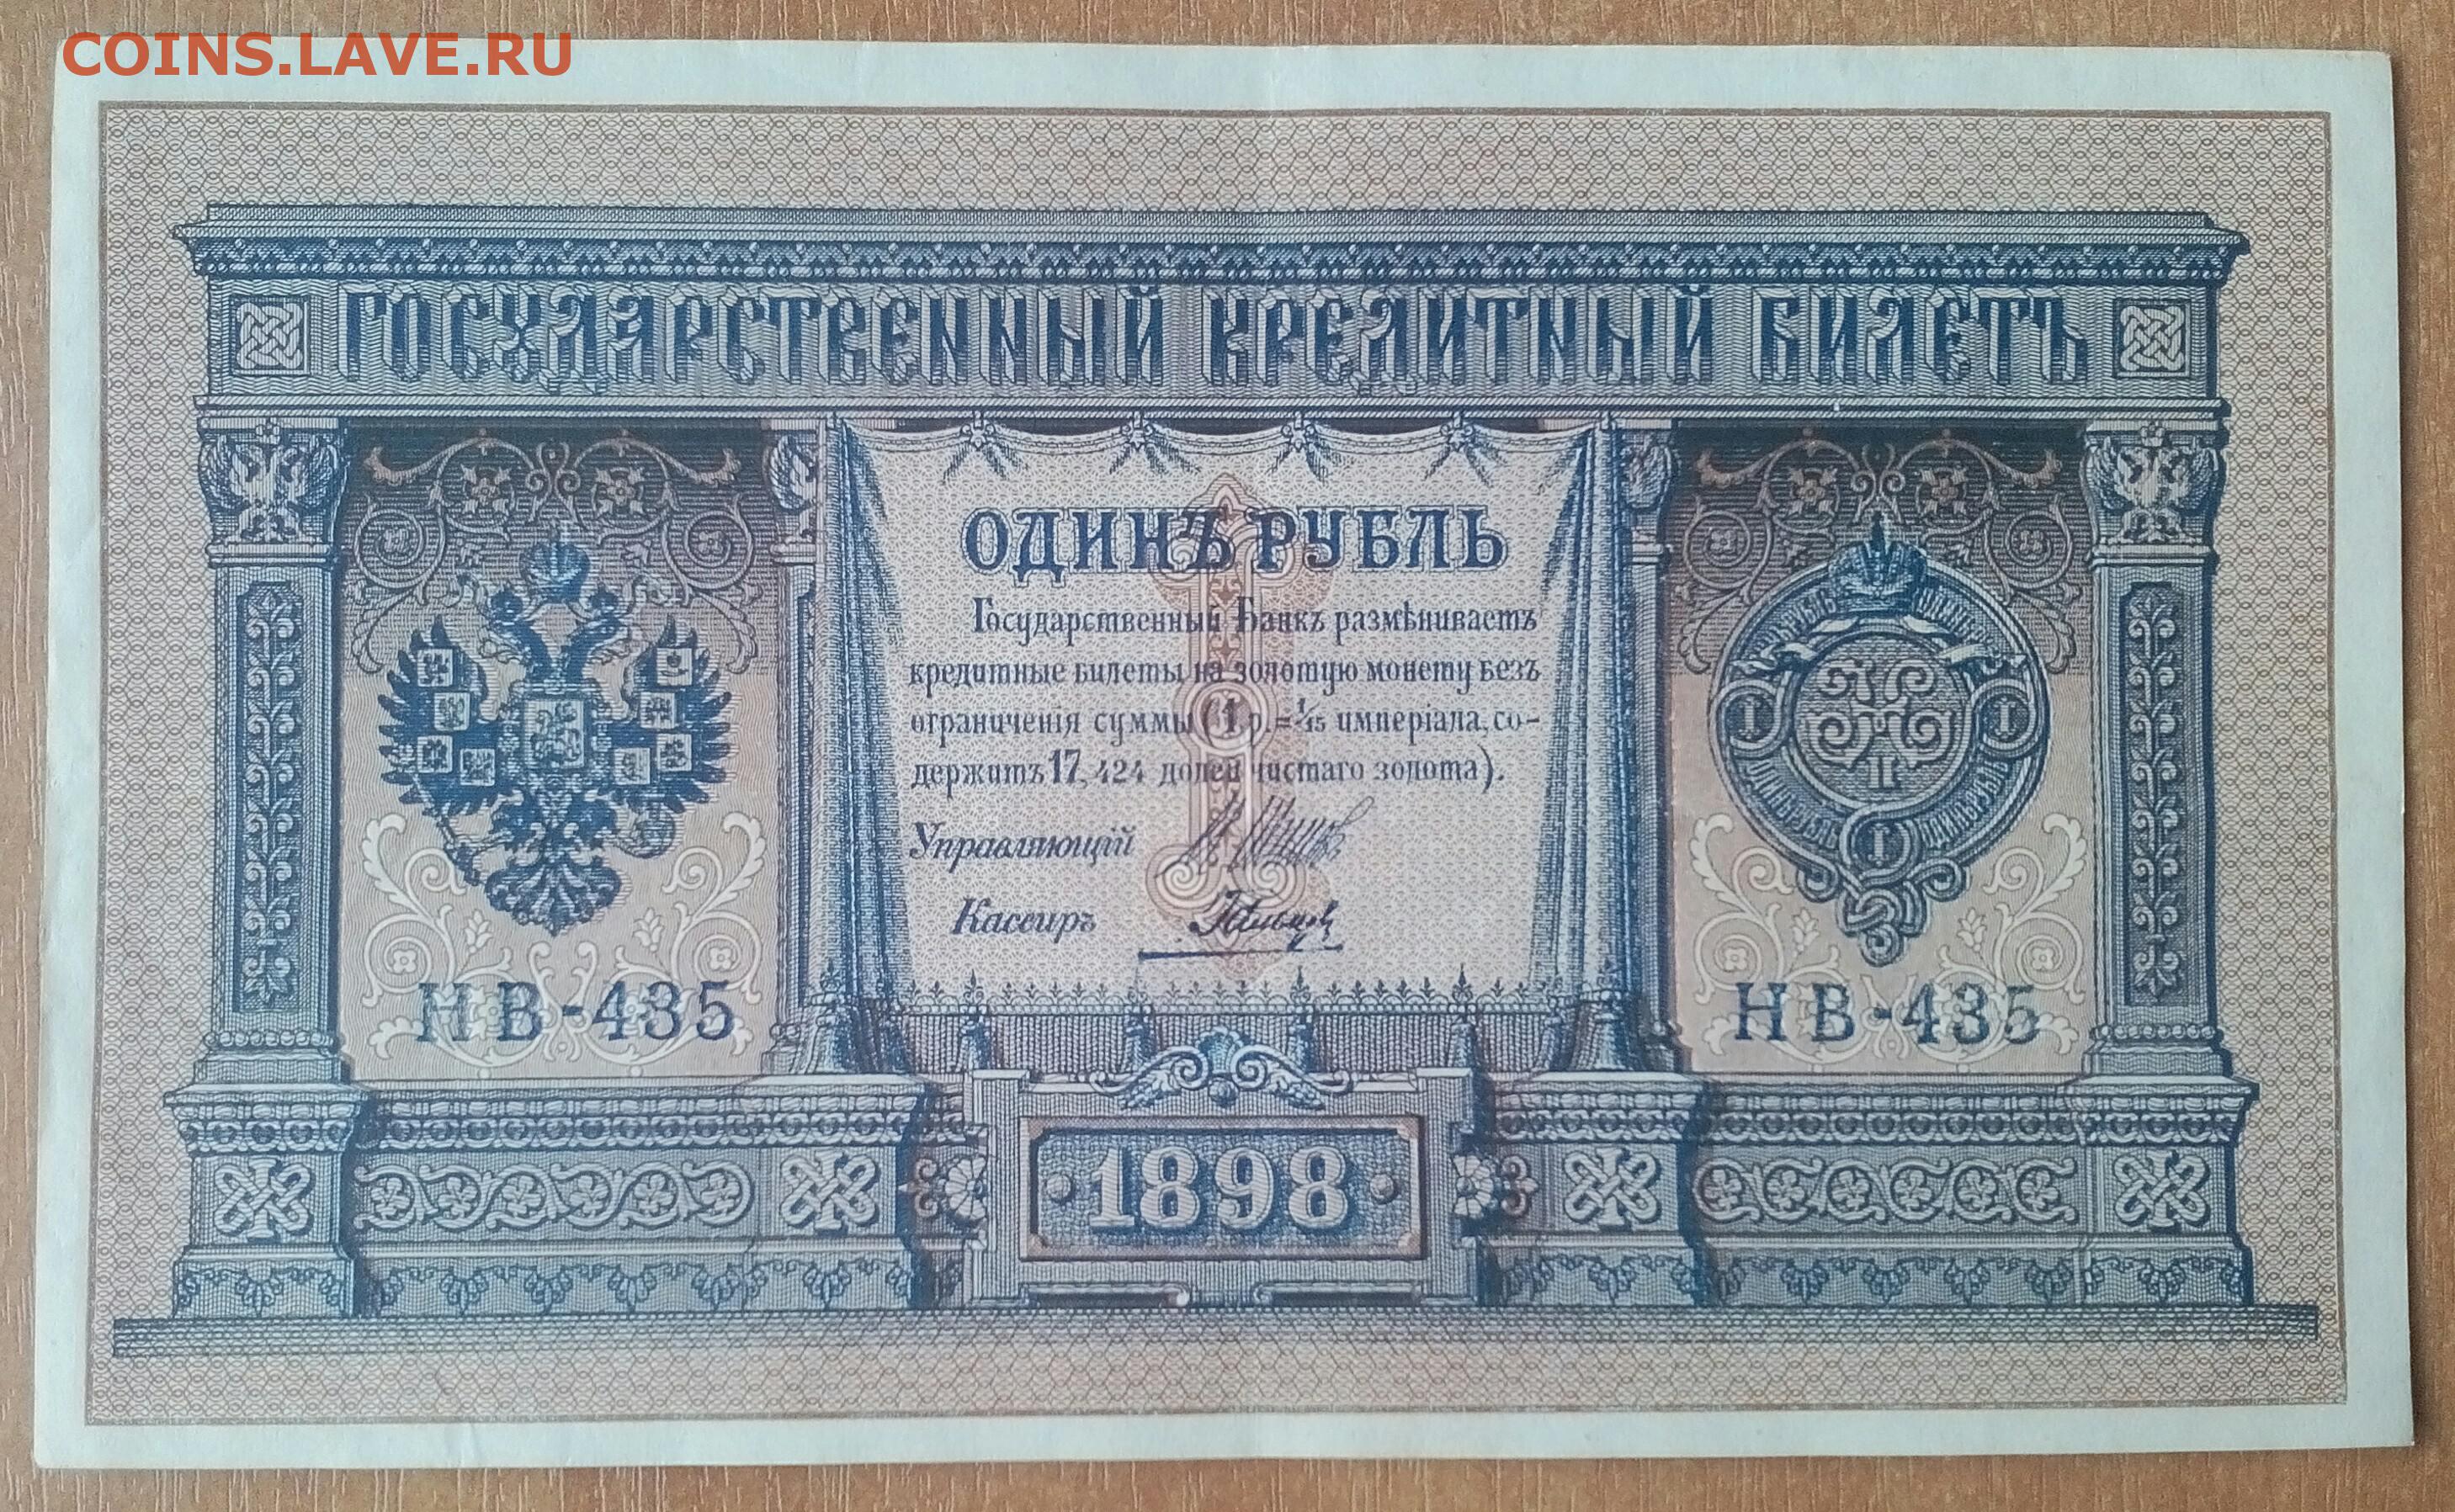 COINS.LAVE.RU
ГОСУДАРСТВЕННЫЙ КРЕДИТНЫЙ БИЛЕТЪ
ОДИНЪ РУБЛЬ
Государственный Банкъ размѣниваетъ
кредитные билеты на золотую монету безъ
ограниченія суммы (1 р.=1/15 имперіала, со-
держитъ 17,424 долей чистаго золота).
Управляющій
Кассиръ
I I
II
I
НВ-435 НВ-435
1898